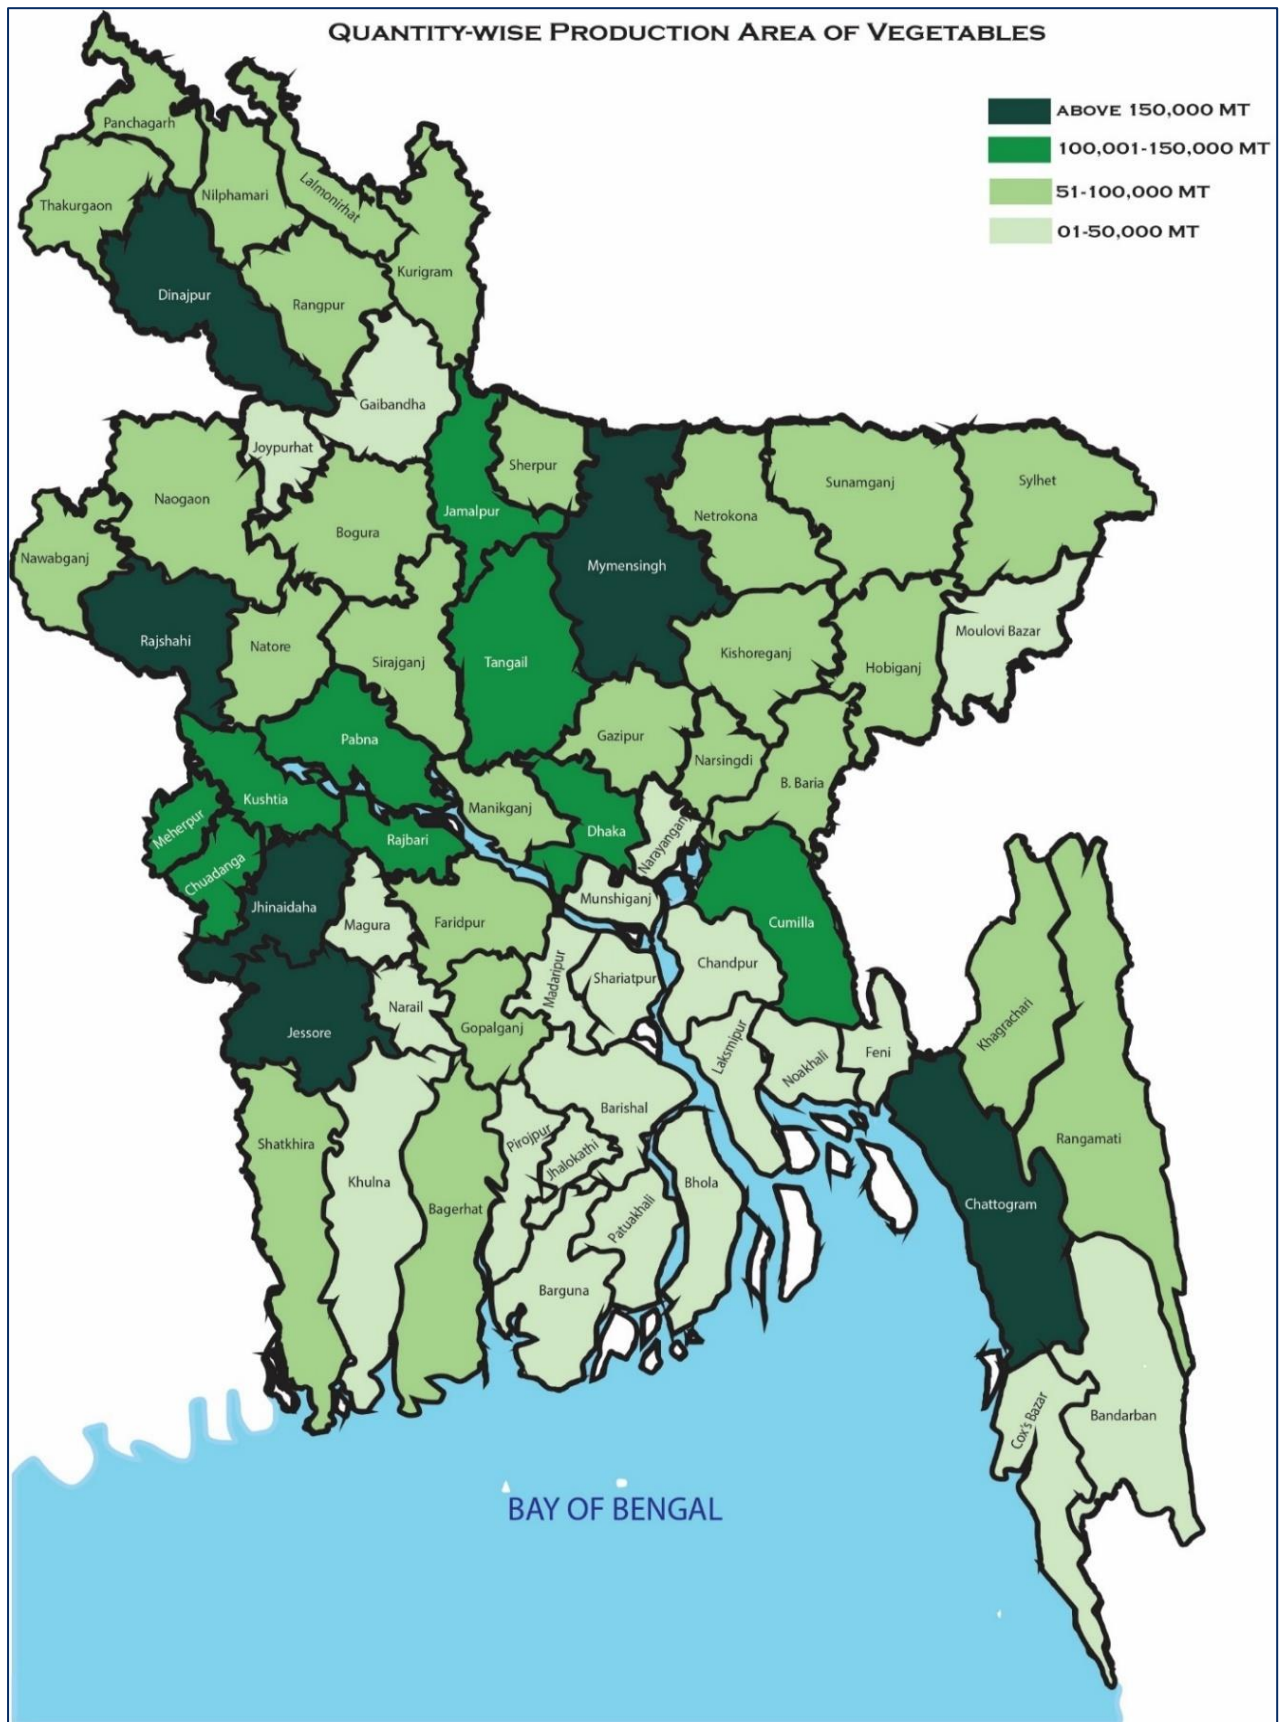 QUANTITY-WISE PRODUCTION AREA OF VEGETABLES
ABOVE 150,000 MT
100,001-150,000 MT
51-100,000 MT
01-50,000 MT
Panchagarh
Thakurgaon
Nilphamari
Lalmonirhat
Kurigram
Dinajpur
Rangpur
Gaibandha
Joypurhat
Naogaon
Nawabganj
Bogura
Jamalpur
Sherpur
Mymensingh
Netrokona
Sunamganj
Sylhet
Moulovi Bazar
Rajshahi
Natore
Sirajganj
Tangail
Kishoreganj
Hobiganj
Pabna
Gazipur
Narsingdi
B. Baria
Kushtia
Meherpur
Chuadanga
Rajbari
Manikganj
Dhaka
Narayanganj
Munshiganj
Jhinaidaha
Magura
Faridpur
Cumilla
Chandpur
Madaripur
Shariatpur
Narail
Gopalganj
Jessore
Laksmipur
Noakhali
Feni
Khagrachari
Rangamati
Barishal
Pirojpur
Jhalokathi
Shatkhira
Khulna
Bagerhat
Patuakhali
Bhola
Barguna
Chattogram
Cox's Bazar
Bandarban
BAY OF BENGAL